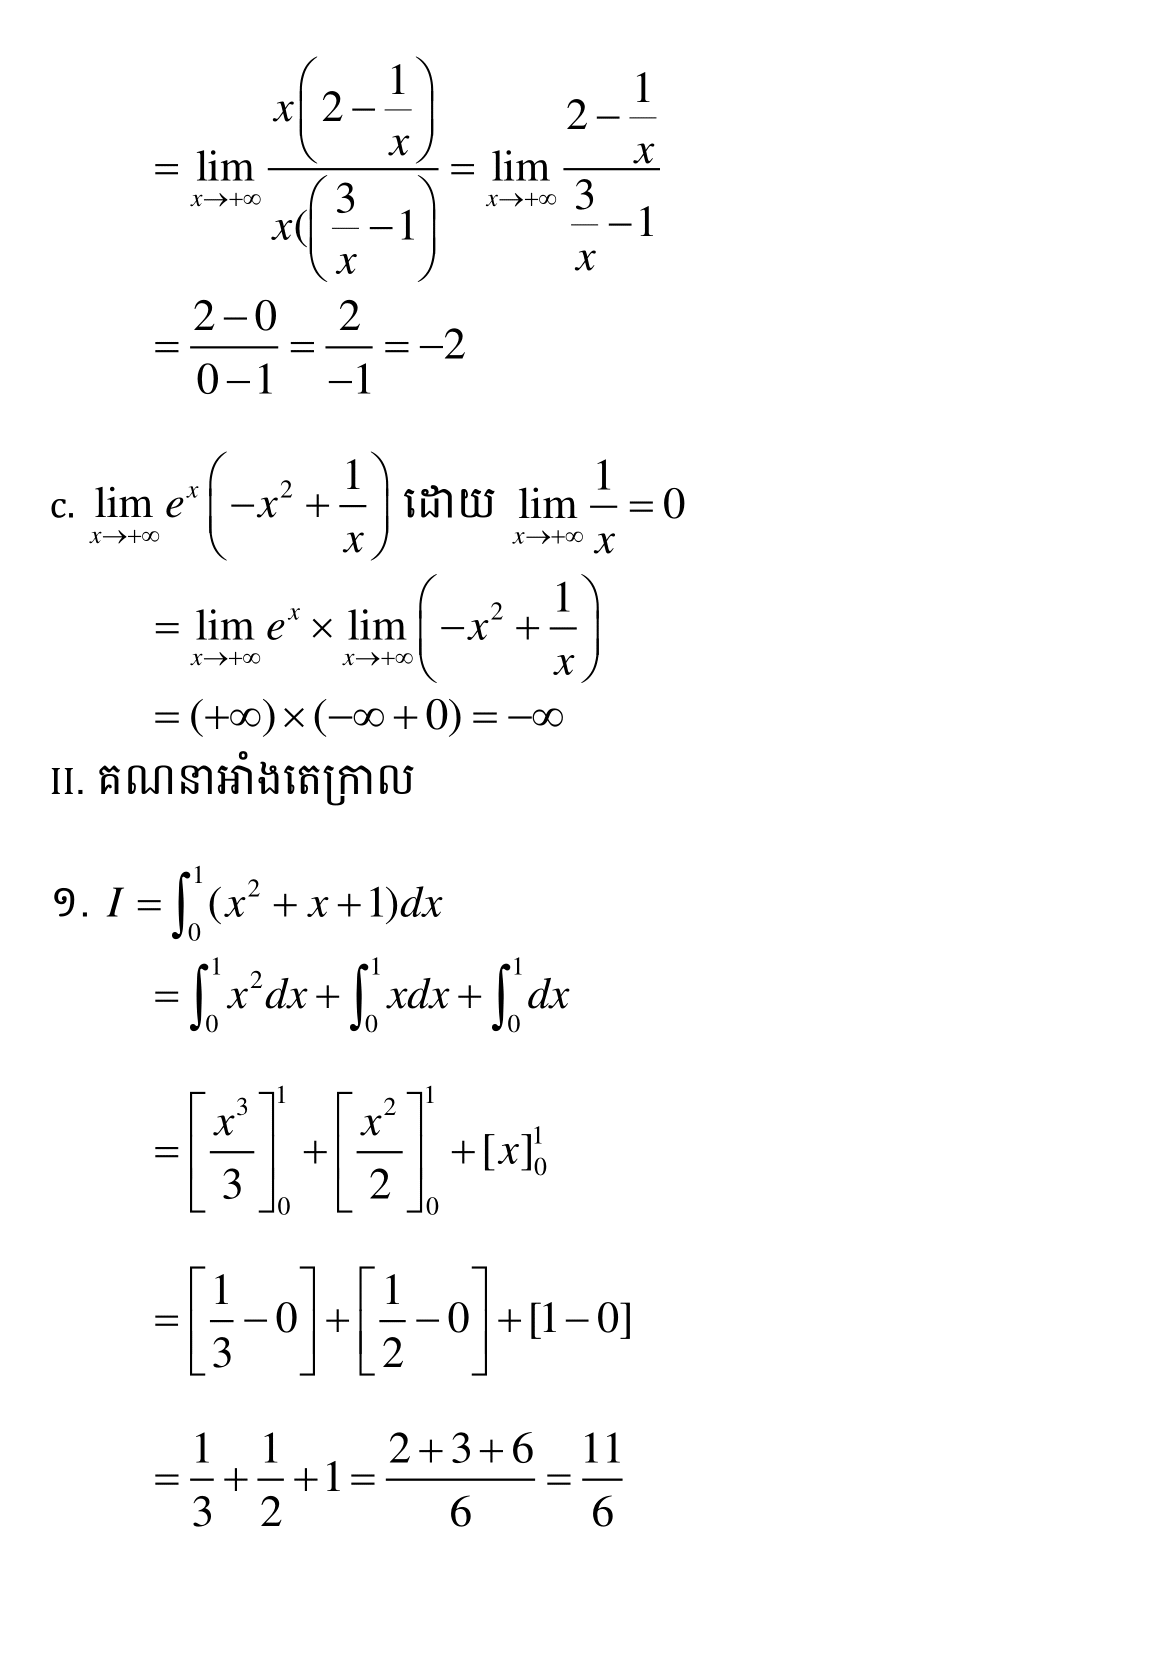 $= \lim_{x \to +\infty} \frac{x\left(2 - \frac{1}{x}\right)}{x(\left(\frac{3}{x} - 1\right)} = \lim_{x \to +\infty} \frac{2 - \frac{1}{x}}{\frac{3}{x} - 1}$
$= \frac{2 - 0}{0 - 1} = \frac{2}{-1} = -2$
c. $\lim_{x \to +\infty} e^x \left(-x^2 + \frac{1}{x}\right)$ ដោយ $\lim_{x \to +\infty} \frac{1}{x} = 0$
$= \lim_{x \to +\infty} e^x \times \lim_{x \to +\infty} \left(-x^2 + \frac{1}{x}\right)$
$= (+\infty) \times (-\infty + 0) = -\infty$
II. គណនាអាំងតេក្រាល
១. $I = \int_0^1 (x^2 + x + 1)dx$
$= \int_0^1 x^2 dx + \int_0^1 xdx + \int_0^1 dx$
$= \left[\frac{x^3}{3}\right]_0^1 + \left[\frac{x^2}{2}\right]_0^1 + [x]_0^1$
$= \left[\frac{1}{3} - 0\right] + \left[\frac{1}{2} - 0\right] + [1 - 0]$
$= \frac{1}{3} + \frac{1}{2} + 1 = \frac{2 + 3 + 6}{6} = \frac{11}{6}$